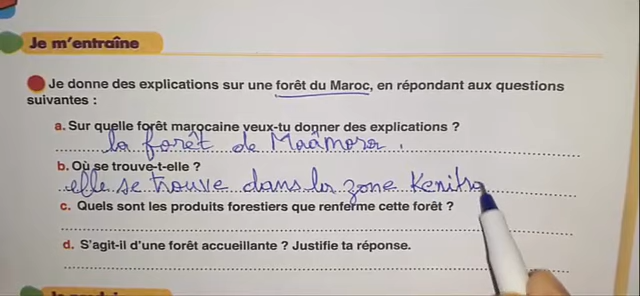 Je m'entraîne
Je donne des explications sur une forêt du Maroc, en répondant aux questions
suivantes :
a. Sur quelle forêt marocaine veux-tu donner des explications ?
la forêt de Maâmora.
b. Où se trouve-t-elle ?
elle se trouve dans la zone Kenitra
c. Quels sont les produits forestiers que renferme cette forêt ?
d. S'agit-il d'une forêt accueillante ? Justifie ta réponse.